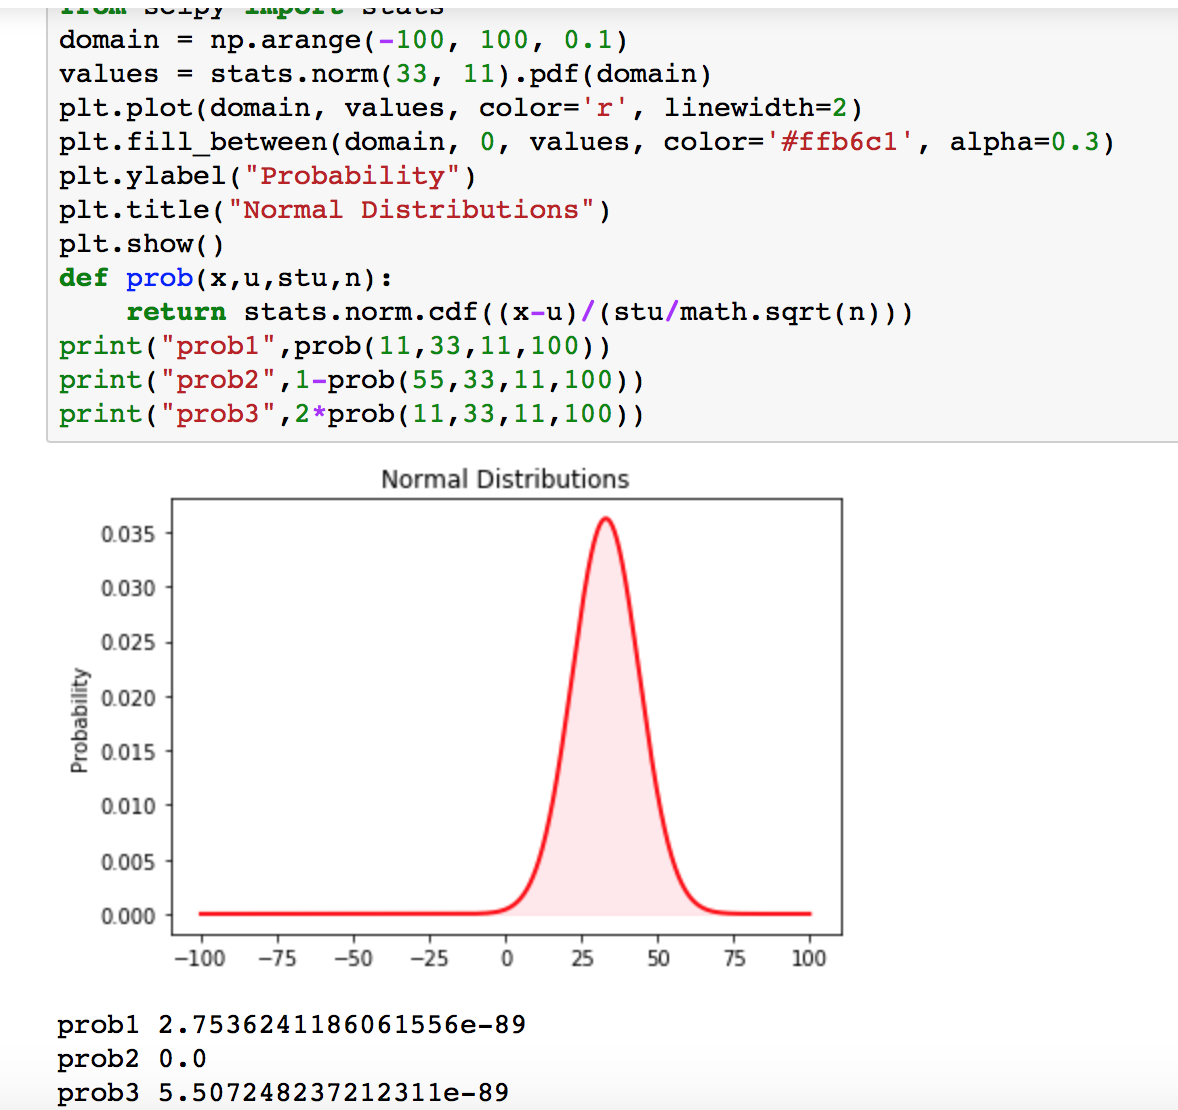 from scipy import stats
domain = np.arange(-100, 100, 0.1)
values = stats.norm(33, 11).pdf(domain)
plt.plot(domain, values, color='r', linewidth=2)
plt.fill_between(domain, 0, values, color='#ffb6c1', alpha=0.3)
plt.ylabel("Probability")
plt.title("Normal Distributions")
plt.show()
def prob(x,u,stu,n):
    return stats.norm.cdf((x-u)/(stu/math.sqrt(n)))
print("prob1",prob(11,33,11,100))
print("prob2",1-prob(55,33,11,100))
print("prob3",2*prob(11,33,11,100))
Normal Distributions
0.035
0.030
0.025
0.020
0.015
0.010
0.005
0.000
Probability
−100 −75 −50 −25 0 25 50 75 100
prob1 2.7536241186061556e-89
prob2 0.0
prob3 5.507248237212311e-89